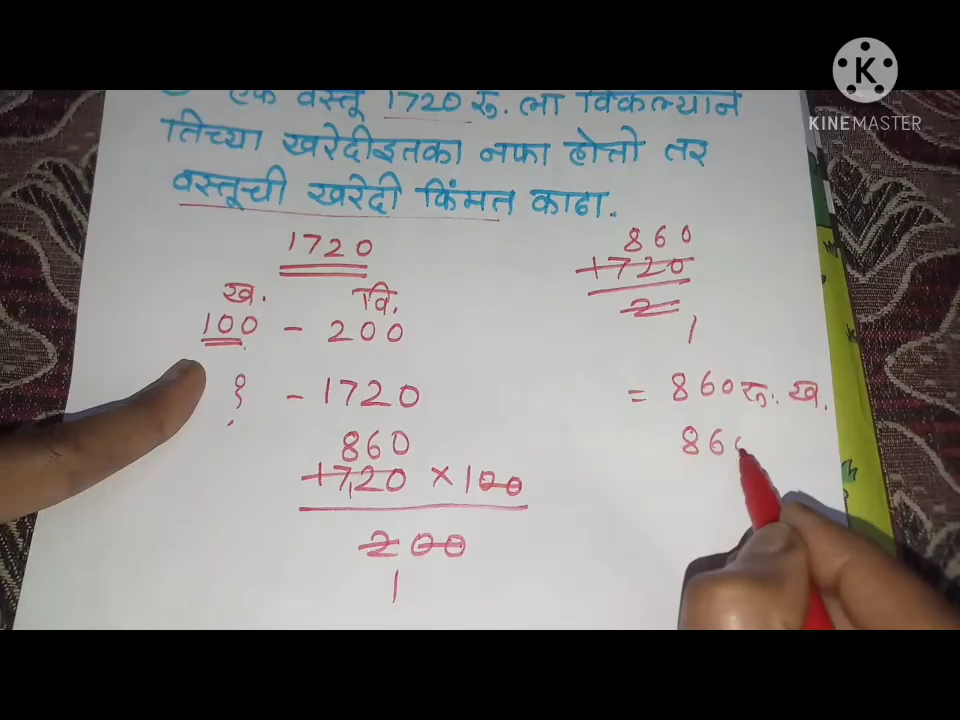 K
KINEMASTER
एक वस्तू 1720 रु. ला विकल्याने
तिच्या खरेदीइतका नफा होतो तर
वस्तूची खरेदी किंमत काढा.
1720
ख. वि.
100 – 200
? – 1720
860
1720 × 100
200
1
860
1720
2
1
= 860 रु. ख.
860